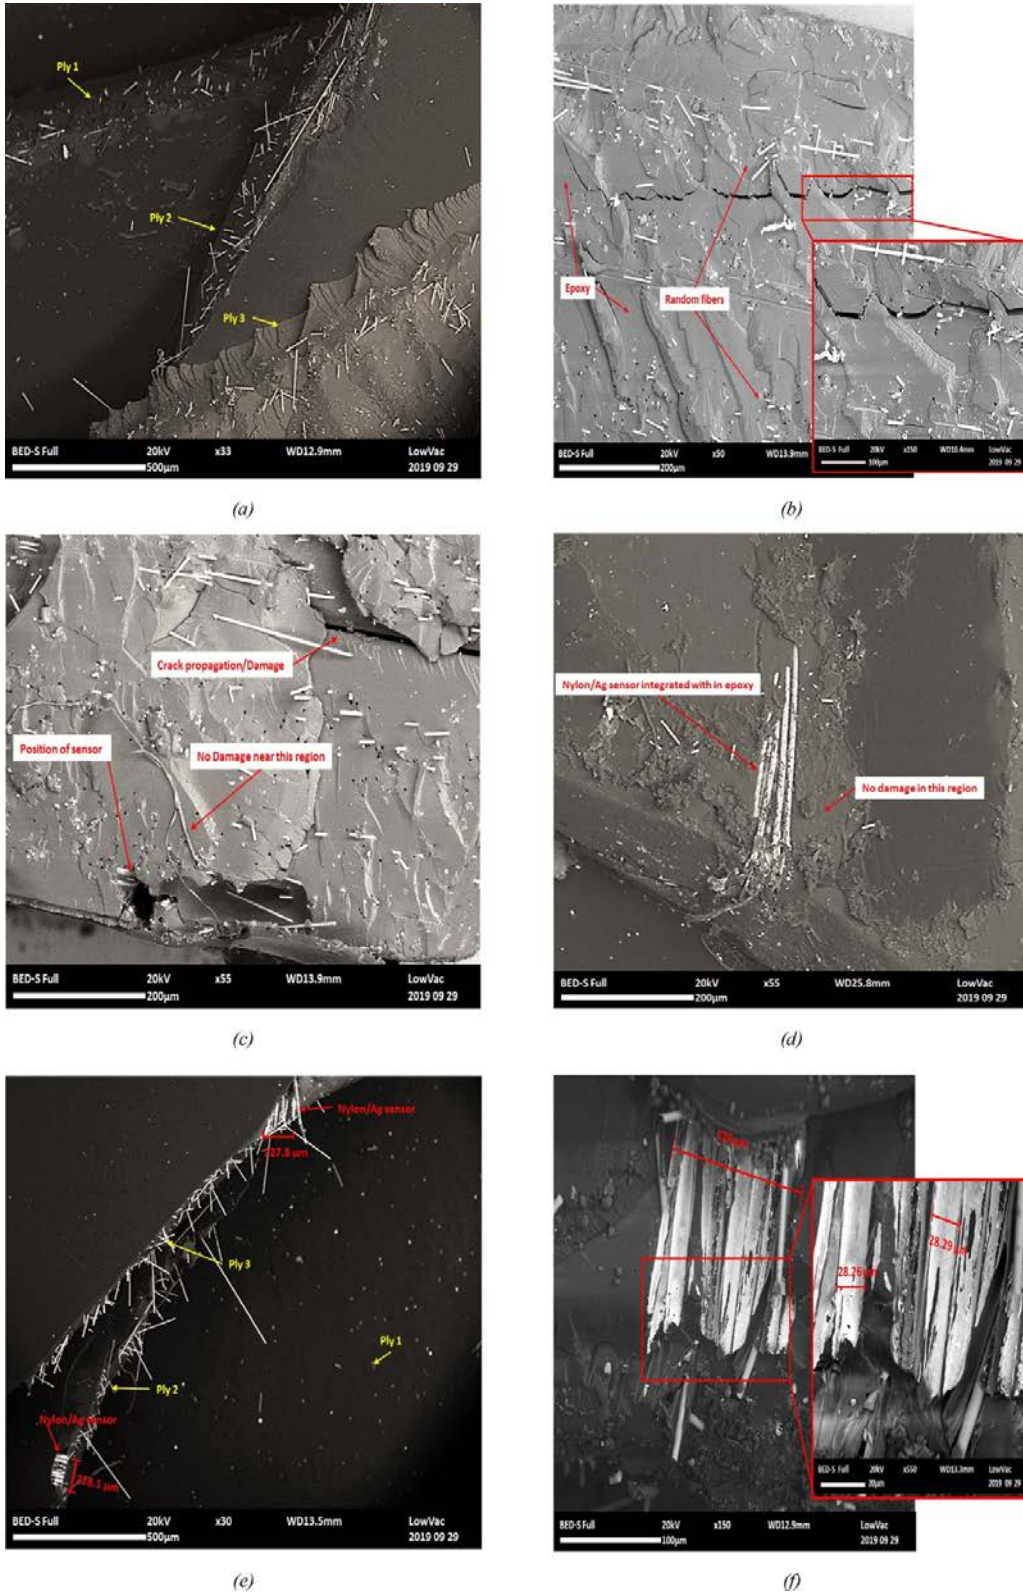 Ply 1
Ply 2
Ply 3
BED-S Full 20kV x33 WD12.9mm LowVac
500μm 2019 09 29
(a)
Epoxy
Random fibers
BED-S Full 20kV x50 WD13.9mm
200μm
BED-S Full 20kV x150 WD10.4mm LowVac
100μm 2019 09 29
(b)
Crack propagation/Damage
Position of sensor
No Damage near this region
BED-S Full 20kV x55 WD13.9mm LowVac
200μm 2019 09 29
(c)
Nylon/Ag sensor integrated with in epoxy
No damage in this region
BED-S Full 20kV x55 WD25.8mm LowVac
200μm 2019 09 29
(d)
Nylon/Ag sensor
727.8 μm
Ply 3
Ply 1
Ply 2
Nylon/Ag sensor
BED-S Full 20kV x30 WD13.5mm LowVac
500μm 2019 09 29
(e)
28.29 μm
28.26 μm
BED-S Full 20kV x150 WD12.9mm
100μm
BED-S Full 20kV x550 WD13.3mm LowVac
20μm 2019 09 29
(f)